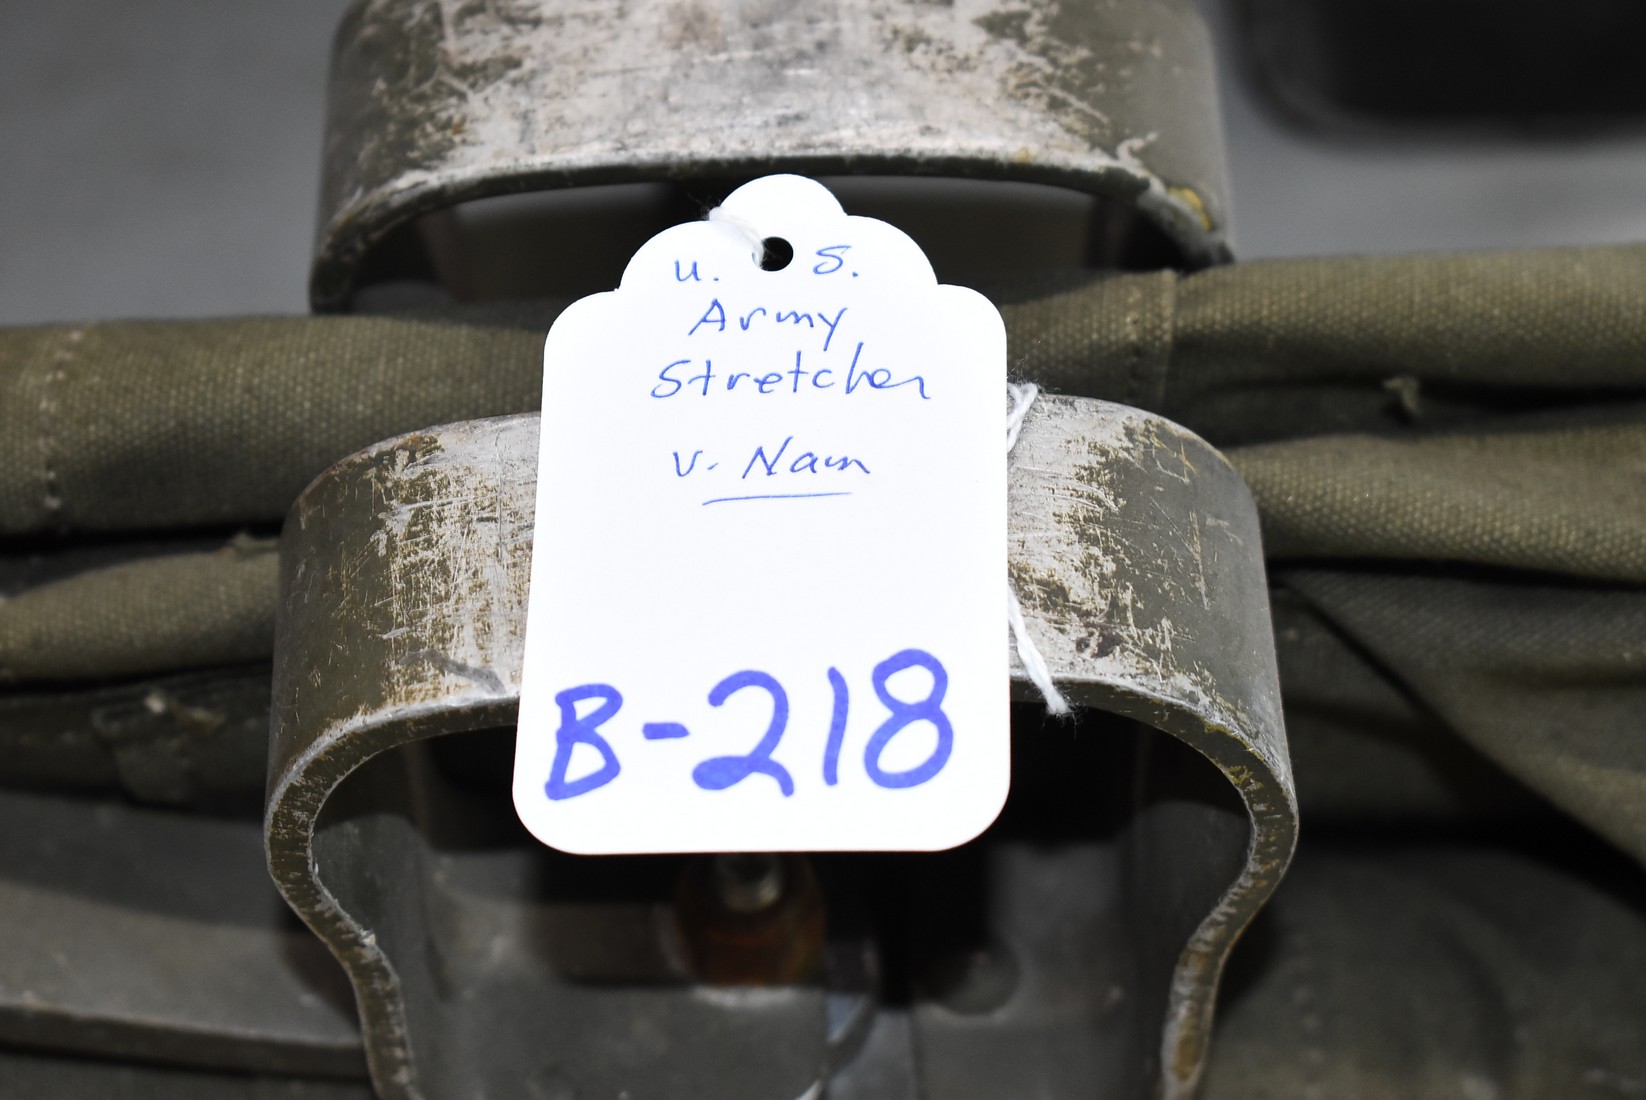 U. S.
Army
Stretcher
V. Nam
B-218